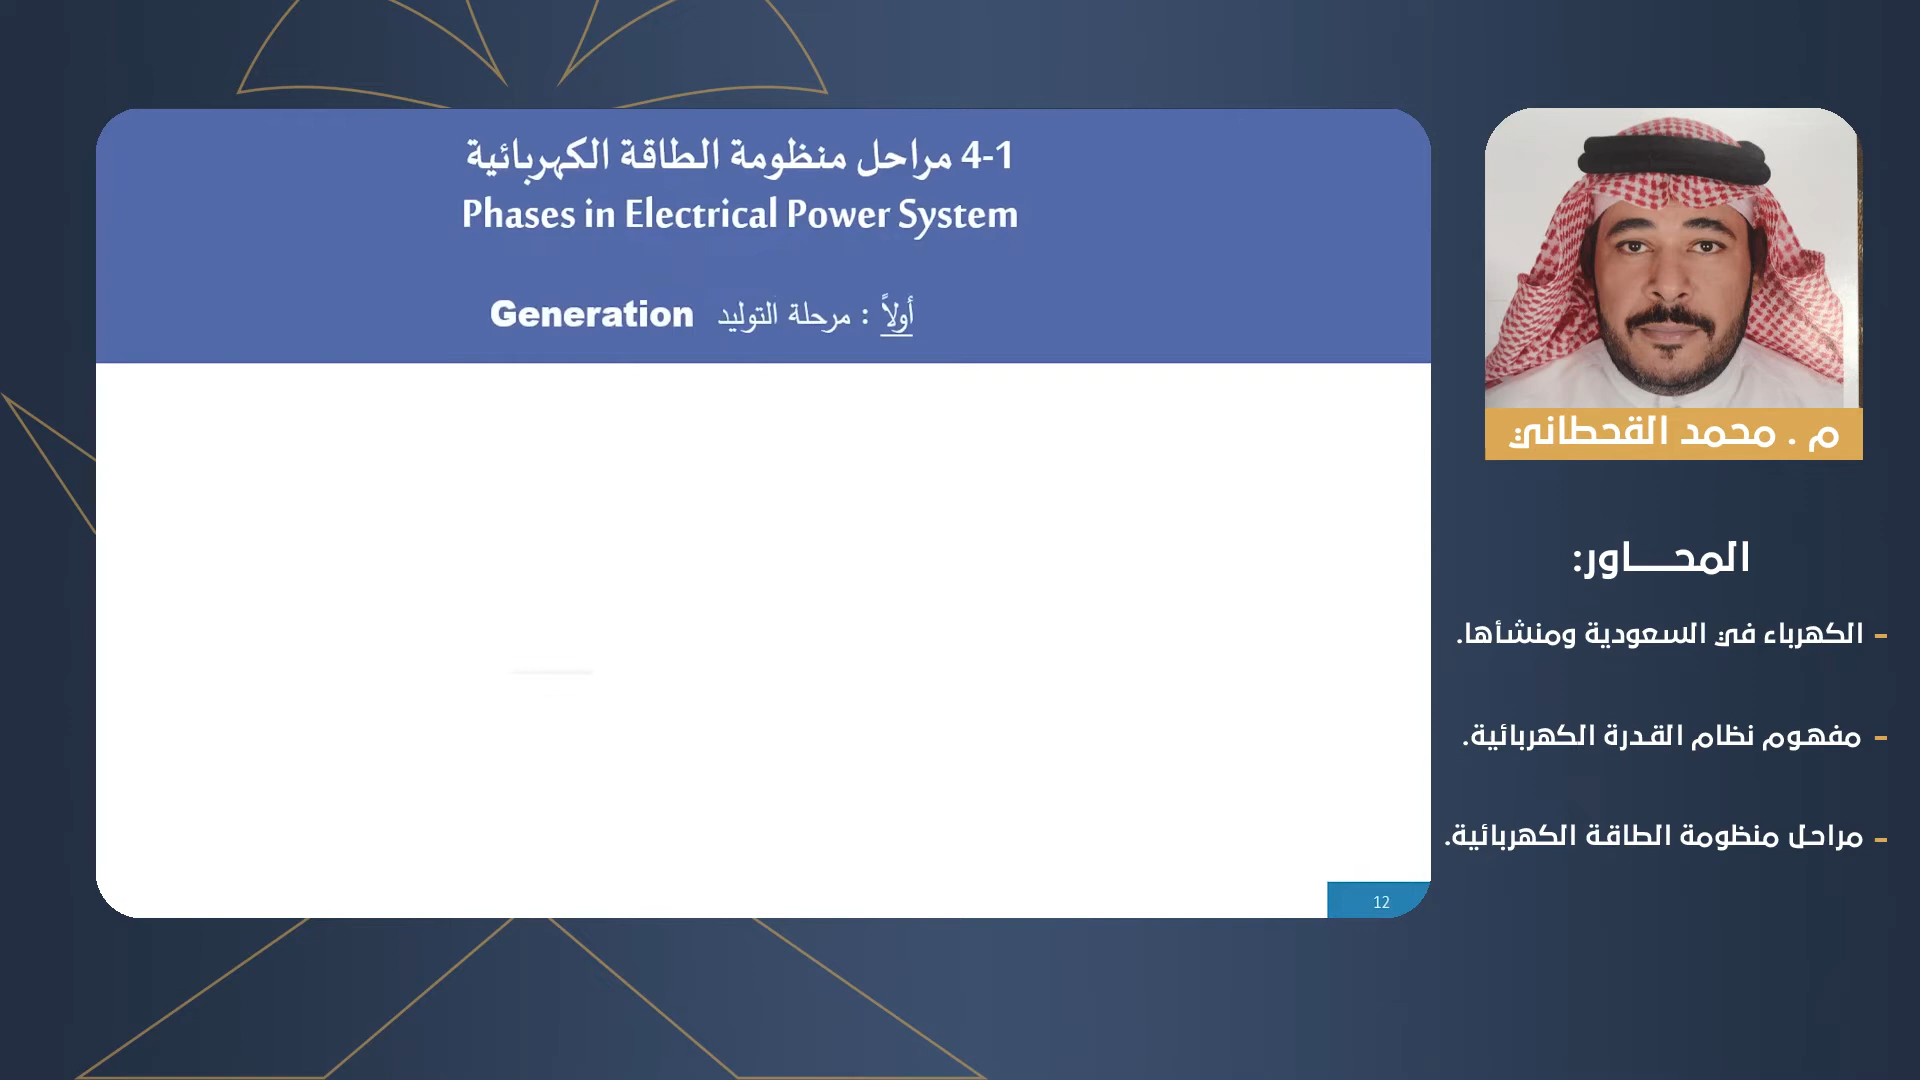 4-1 مراحل منظومة الطاقة الكهربائية
Phases in Electrical Power System
أولاً : مرحلة التوليد Generation
12
م . محمد القحطاني
المحـــاور:
- الكهرباء في السعودية ومنشأها.
- مفهوم نظام القدرة الكهربائية.
- مراحل منظومة الطاقة الكهربائية.